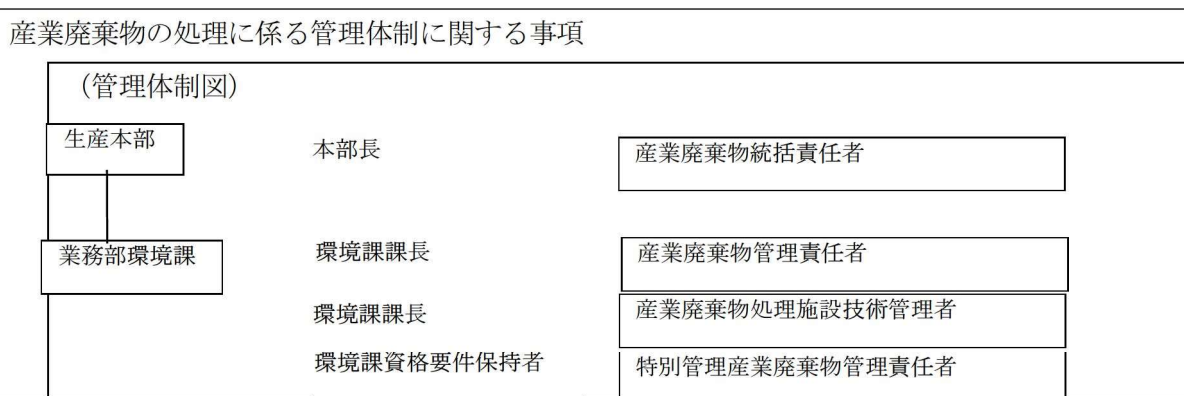 産業廃棄物の処理に係る管理体制に関する事項
（管理体制図）
生産本部 本部長 産業廃棄物統括責任者
業務部環境課 環境課課長 産業廃棄物管理責任者
環境課課長 産業廃棄物処理施設技術管理者
環境課資格要件保持者 特別管理産業廃棄物管理責任者